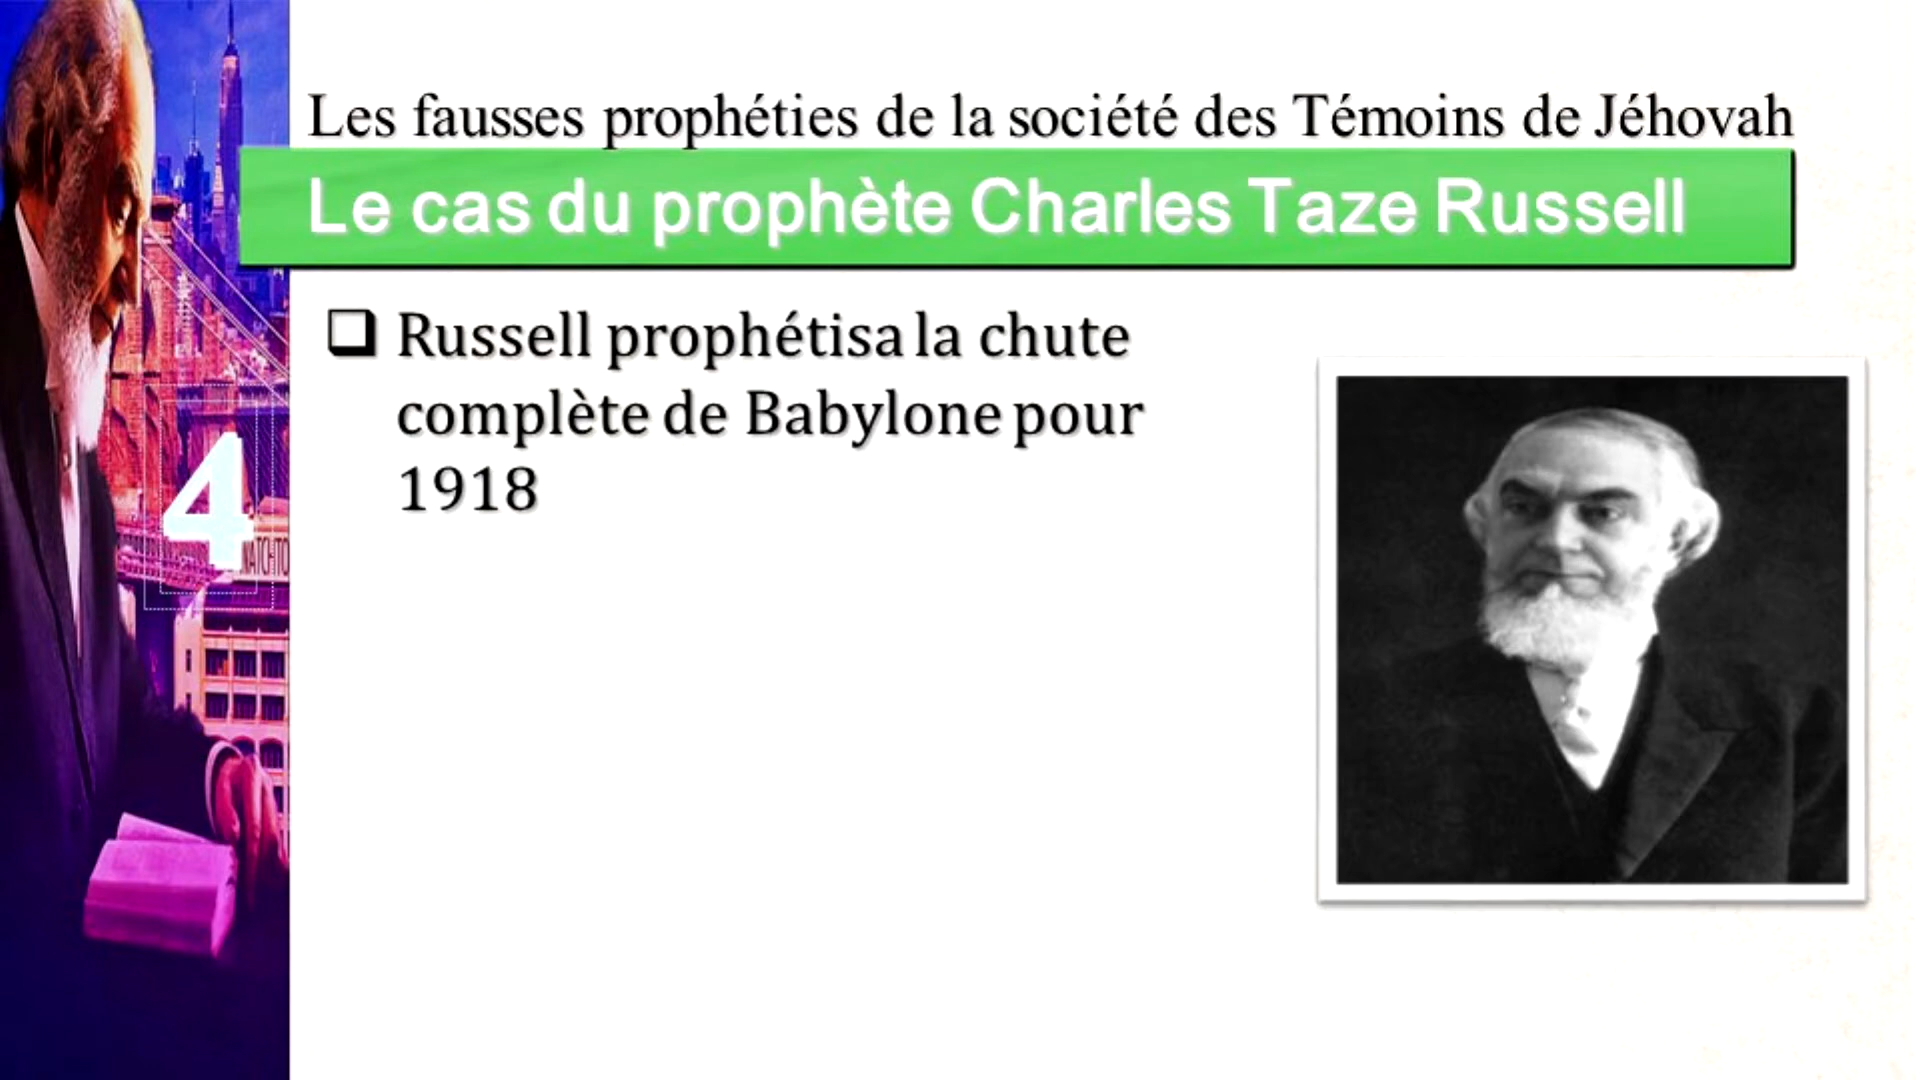 Les fausses prophéties de la société des Témoins de Jéhovah
Le cas du prophète Charles Taze Russell
❑ Russell prophétisa la chute
complète de Babylone pour
1918
4
WATCHTO